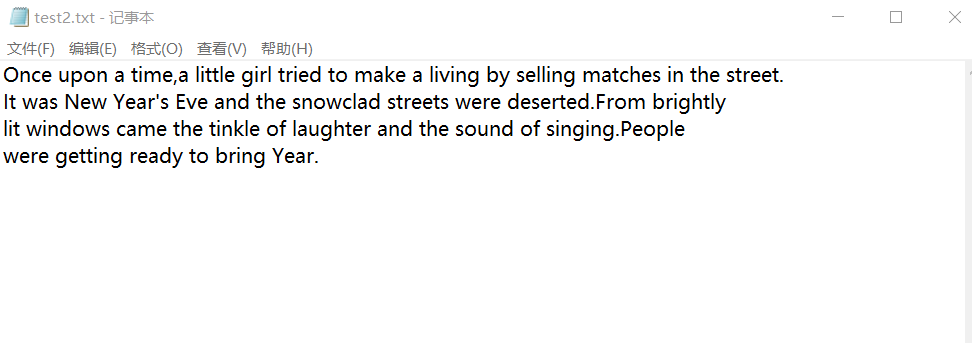 test2.txt - 记事本
文件(F) 编辑(E) 格式(O) 查看(V) 帮助(H)
Once upon a time,a little girl tried to make a living by selling matches in the street.
It was New Year's Eve and the snowclad streets were deserted.From brightly
lit windows came the tinkle of laughter and the sound of singing.People
were getting ready to bring Year.